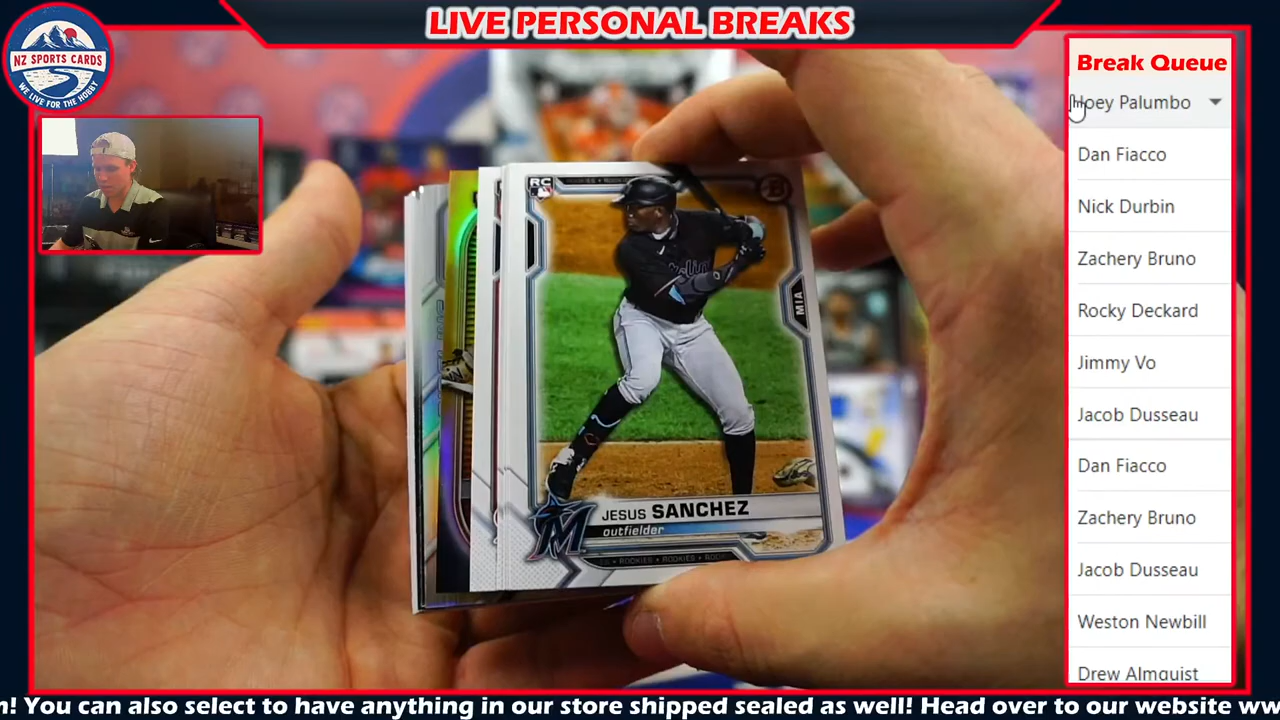 LIVE PERSONAL BREAKS
NZ SPORTS CARDS
WE LIVE FOR THE HOBBY
Break Queue
Joey Palumbo
Dan Fiacco
Nick Durbin
Zachery Bruno
Rocky Deckard
Jimmy Vo
Jacob Dusseau
Dan Fiacco
Zachery Bruno
Jacob Dusseau
Weston Newbill
Drew Almquist
RC
MIA
JESUS SANCHEZ
outfielder
ROOKIES • ROOKIES
n! You can also select to have anything in our store shipped sealed as well! Head over to our website ww